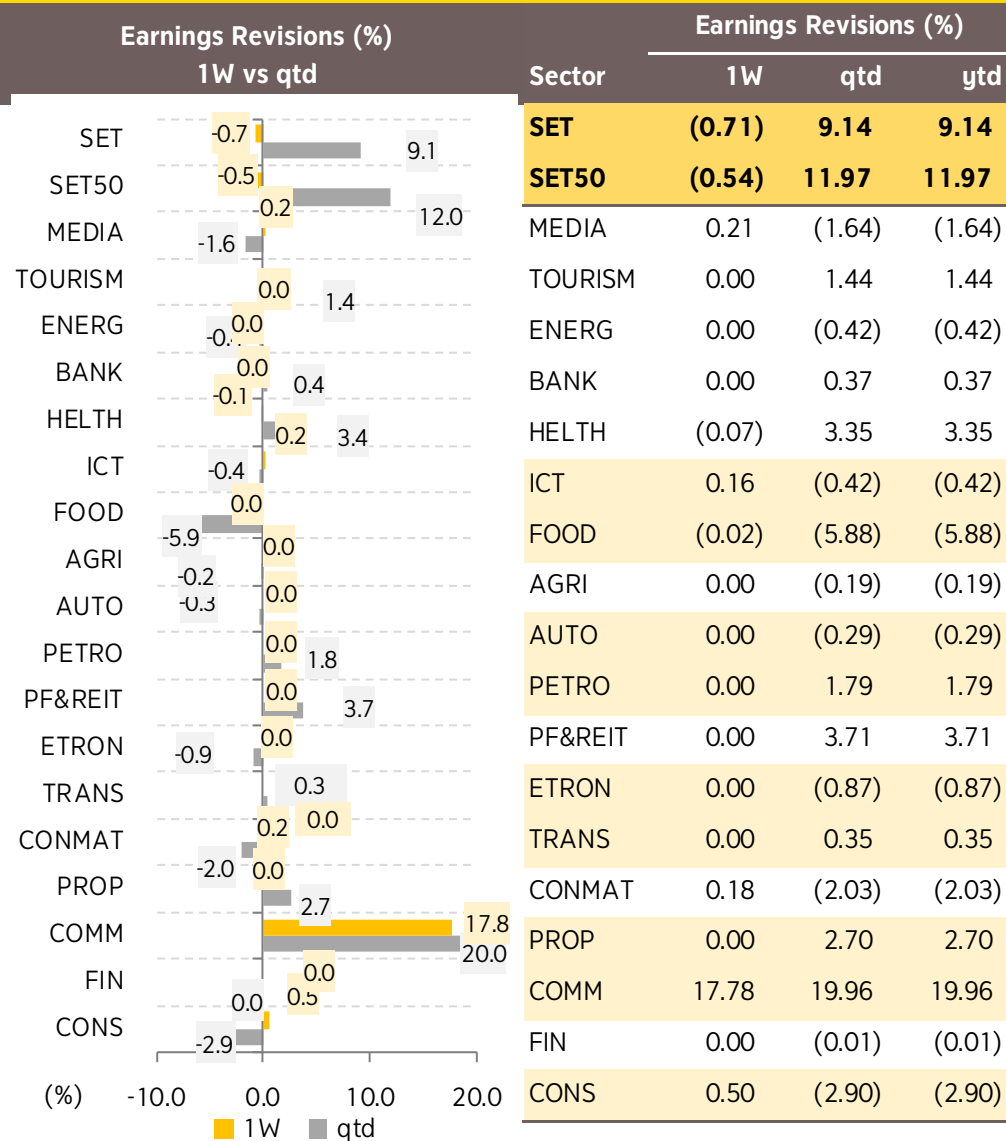 Earnings Revisions (%)
1W vs qtd
SET
-0.7
9.1
SET50
-0.5
0.2
12.0
MEDIA
-1.6
TOURISM
0.0
1.4
ENERG
0.0
BANK
0.0
-0.1
0.4
HELTH
0.2
3.4
ICT
-0.4
FOOD
0.0
-5.9
AGRI
0.0
-0.2
AUTO
-0.3
0.0
PETRO
0.0
1.8
PF&REIT
0.0
3.7
ETRON
-0.9
0.0
TRANS
0.3
0.2
0.0
CONMAT
-2.0
0.0
PROP
2.7
COMM
17.8
20.0
FIN
0.0
0.0
0.5
CONS
-2.9
(%) -10.0 0.0 10.0 20.0
1W qtd
Earnings Revisions (%)
Sector 1W qtd ytd
SET (0.71) 9.14 9.14
SET50 (0.54) 11.97 11.97
MEDIA 0.21 (1.64) (1.64)
TOURISM 0.00 1.44 1.44
ENERG 0.00 (0.42) (0.42)
BANK 0.00 0.37 0.37
HELTH (0.07) 3.35 3.35
ICT 0.16 (0.42) (0.42)
FOOD (0.02) (5.88) (5.88)
AGRI 0.00 (0.19) (0.19)
AUTO 0.00 (0.29) (0.29)
PETRO 0.00 1.79 1.79
PF&REIT 0.00 3.71 3.71
ETRON 0.00 (0.87) (0.87)
TRANS 0.00 0.35 0.35
CONMAT 0.18 (2.03) (2.03)
PROP 0.00 2.70 2.70
COMM 17.78 19.96 19.96
FIN 0.00 (0.01) (0.01)
CONS 0.50 (2.90) (2.90)